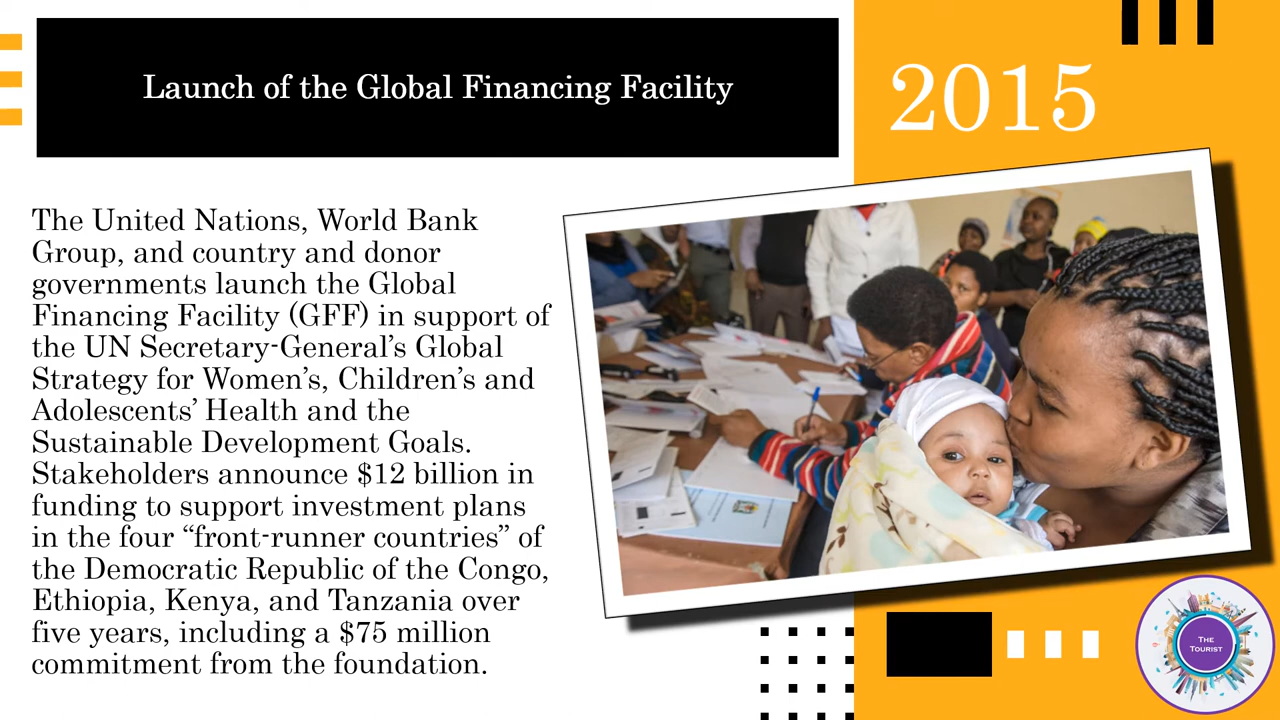 Launch of the Global Financing Facility
2015
The United Nations, World Bank
Group, and country and donor
governments launch the Global
Financing Facility (GFF) in support of
the UN Secretary-General’s Global
Strategy for Women’s, Children’s and
Adolescents’ Health and the
Sustainable Development Goals.
Stakeholders announce $12 billion in
funding to support investment plans
in the four “front-runner countries” of
the Democratic Republic of the Congo,
Ethiopia, Kenya, and Tanzania over
five years, including a $75 million
commitment from the foundation.
THE
TOURIST